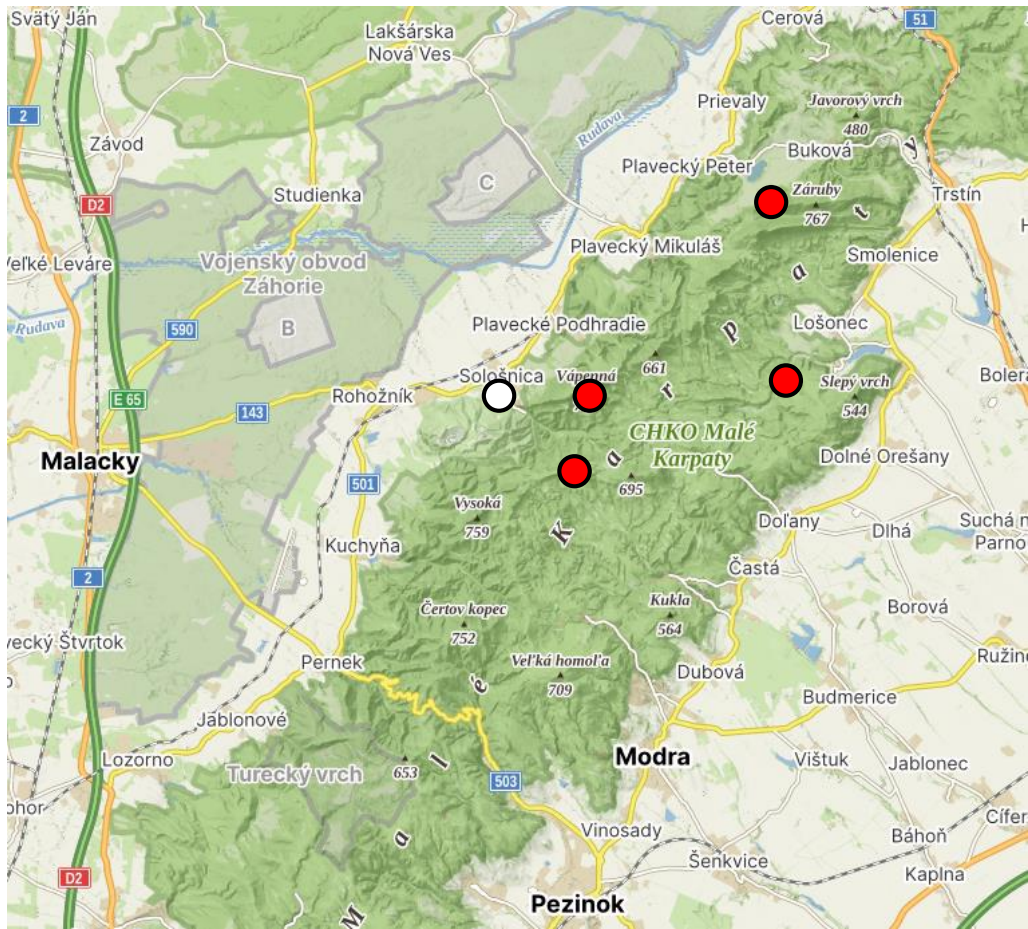 Svätý Ján
Cerová
51
Lakšárska
Nová Ves
2
Prievaly
Javorový vrch
480
Závod
Rudava
Buková
Plavecký Peter
C
Studienka
Záruby
767
Trstín
D2
Plavecký Mikuláš
Smolenice
Veľké Leváre
Vojenský obvod
Záhorie
Rudava
590
B
Plavecké Podhradie
Lošonec
661
Sološnica
Vápenná
Slepý vrch
544
Rohožník
E 65
143
CHKO Malé
Karpaty
Malacky
Dolné Orešany
501
695
Vysoká
759
Doľany
Dlhá
Suchá n
Parno
Kuchyňa
2
Častá
Čertov kopec
752
Kukla
564
Borová
vecký Štvrtok
Pernek
Veľká homoľa
709
Dubová
Ružino
Budmerice
Jablonové
Lozorno
Turecký vrch
653
503
Modra
Vištuk
Jablonec
ohor
Cífer
Vinosady
Báhoň
Šenkvice
Kaplna
D2
Pezinok
M a l é K a r p a t y